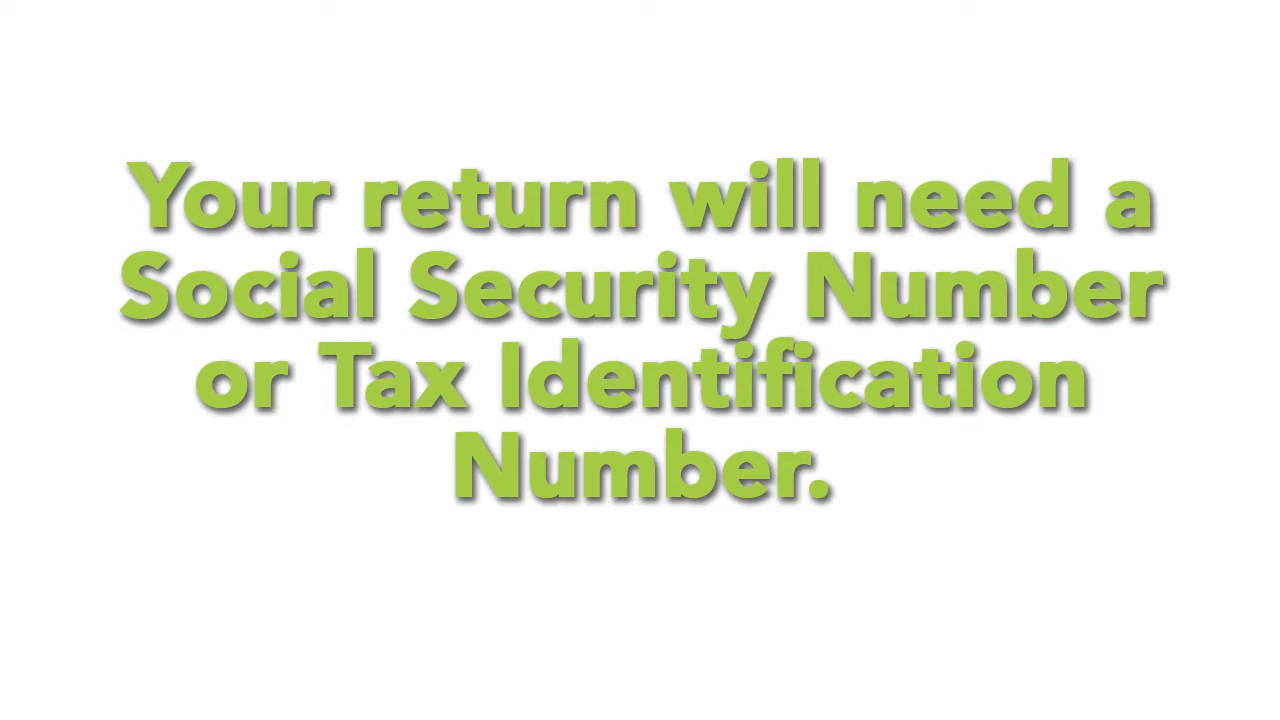 Your return will need a
Social Security Number
or Tax Identification
Number.